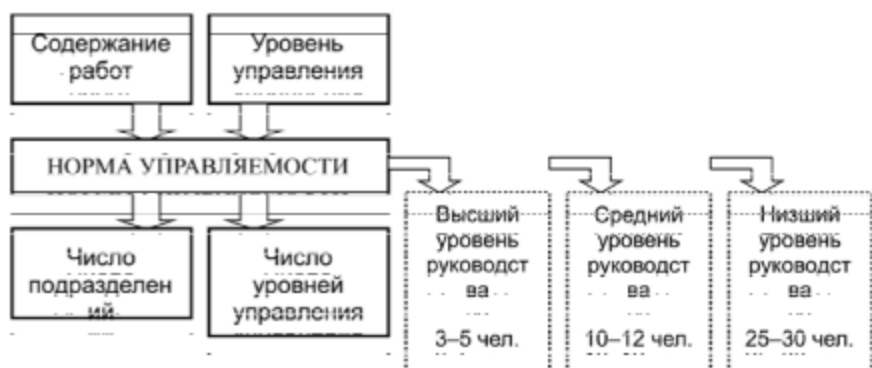 Содержание
работ
Уровень
управления
НОРМА УПРАВЛЯЕМОСТИ
Число
подразделен
ий
Число
уровней
управления
Высший
уровень
руководст
ва
3–5 чел.
Средний
уровень
руководст
ва
10–12 чел.
Низший
уровень
руководст
ва
25–30 чел.